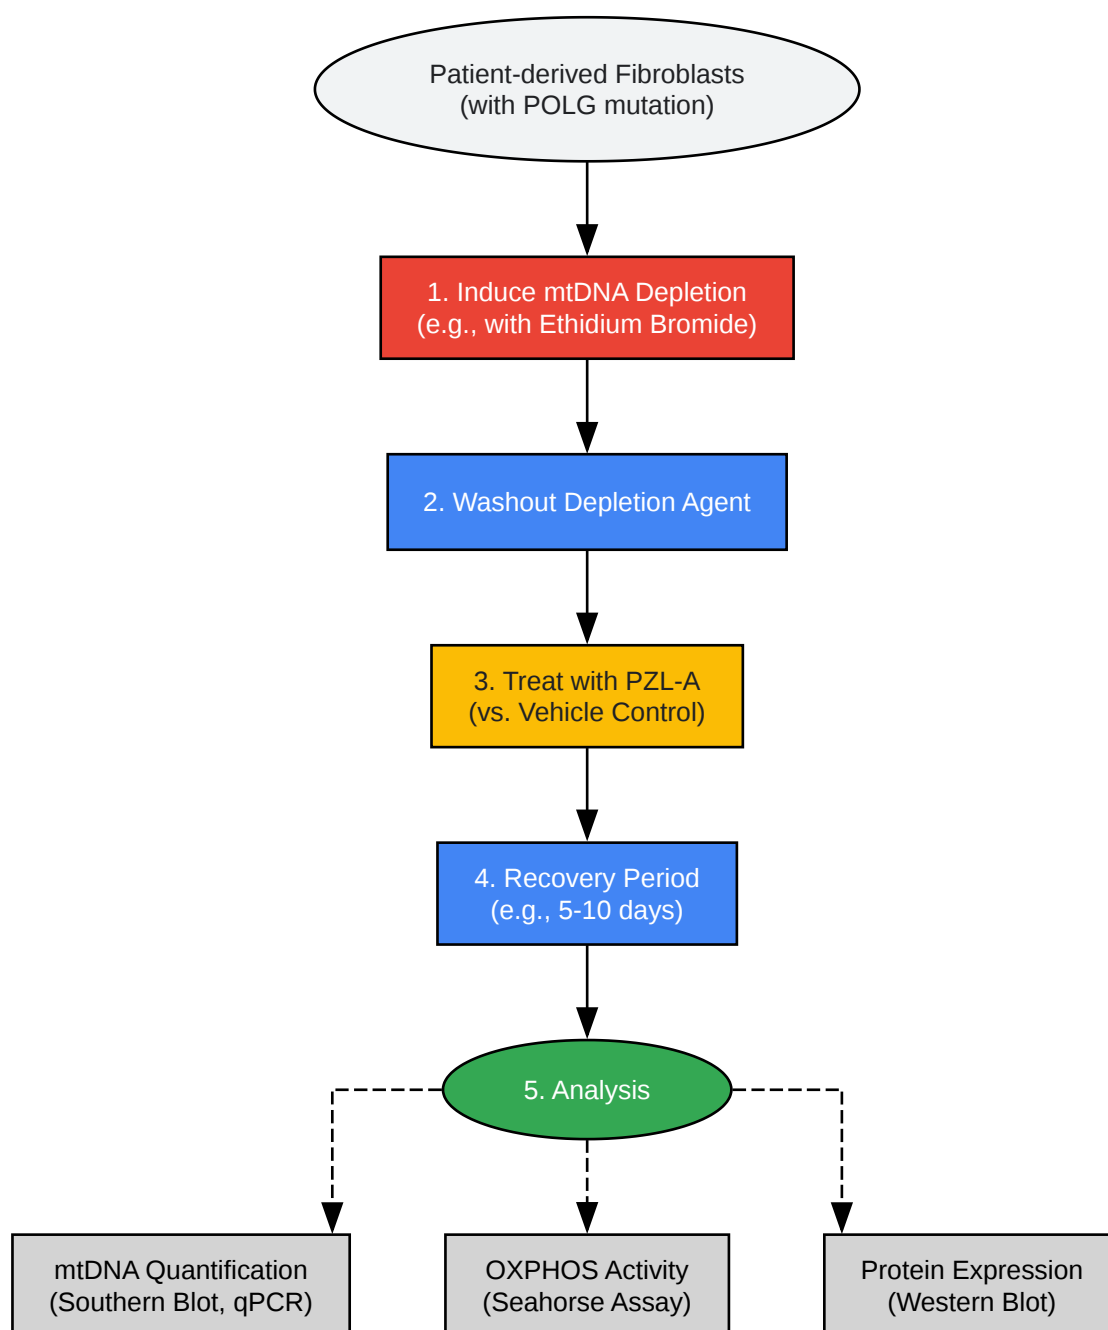 Patient-derived Fibroblasts
(with POLG mutation)
1. Induce mtDNA Depletion
(e.g., with Ethidium Bromide)
2. Washout Depletion Agent
3. Treat with PZL-A
(vs. Vehicle Control)
4. Recovery Period
(e.g., 5-10 days)
5. Analysis
mtDNA Quantification
(Southern Blot, qPCR)
OXPHOS Activity
(Seahorse Assay)
Protein Expression
(Western Blot)